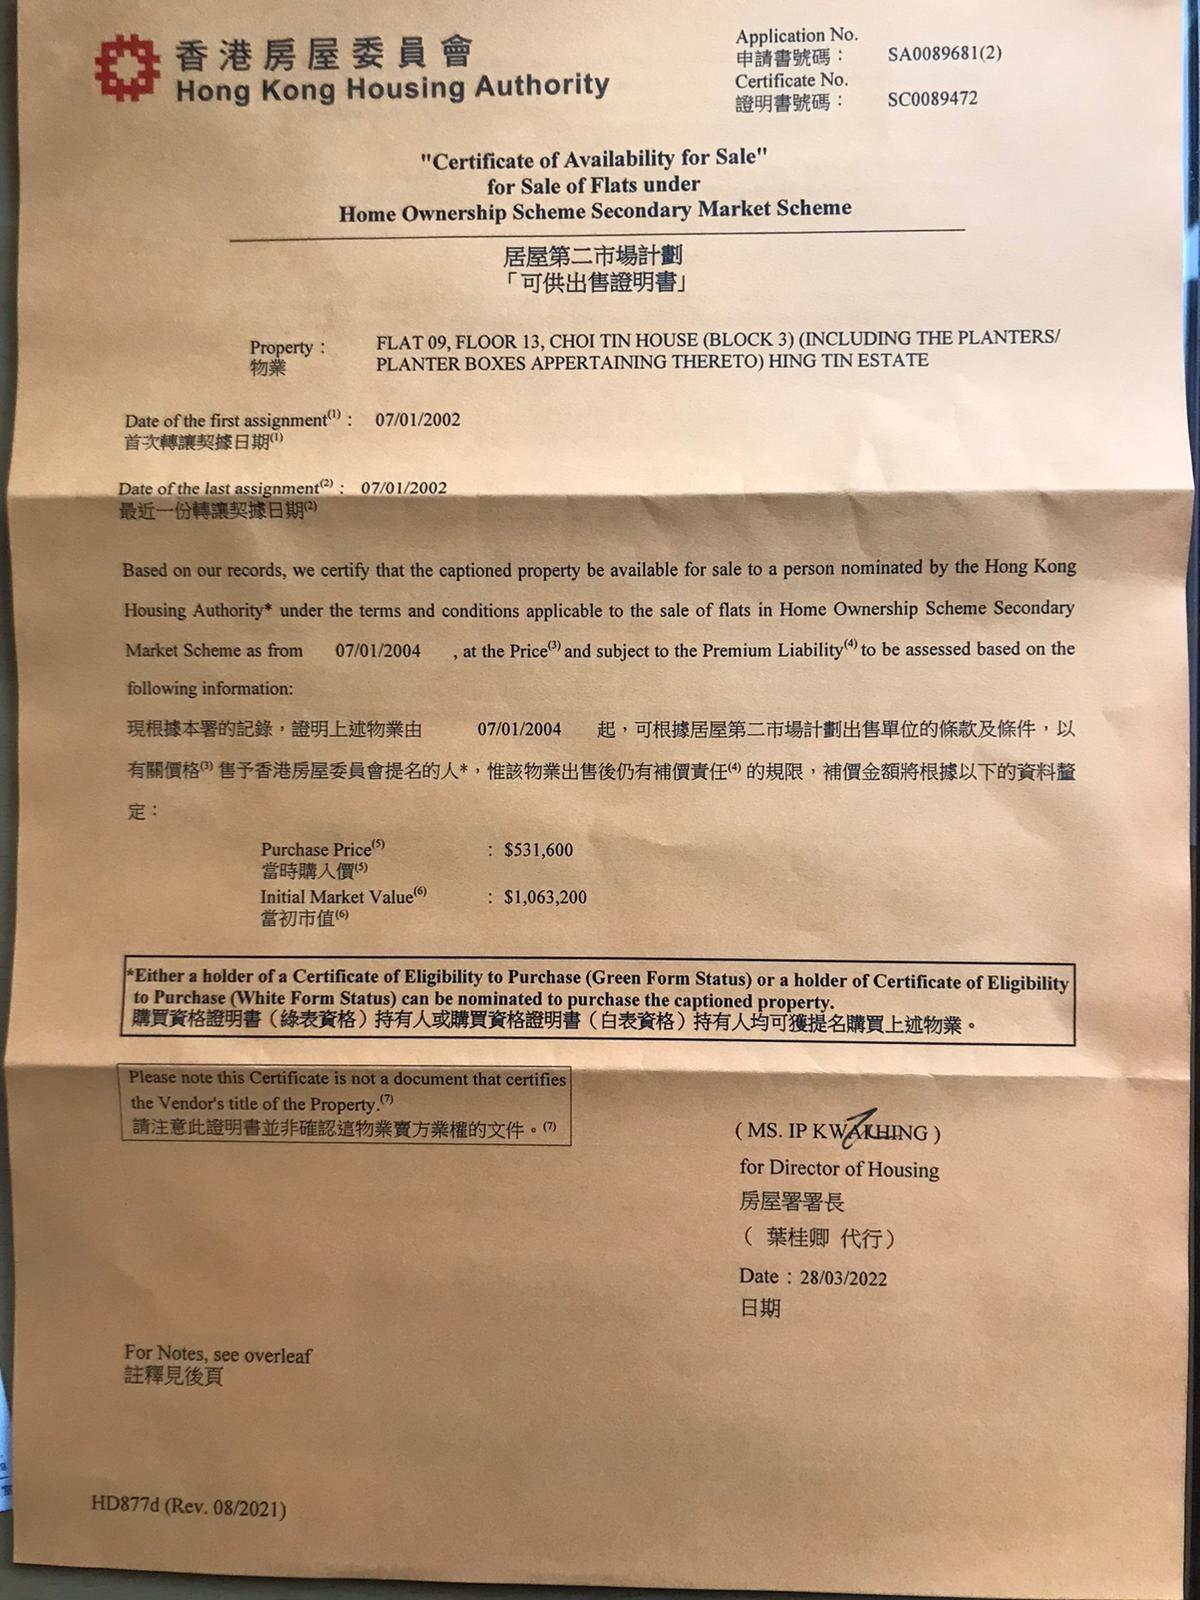 香港房屋委員會
Hong Kong Housing Authority
Application No.
申請書號碼： SA0089681(2)
Certificate No.
證明書號碼： SC0089472
"Certificate of Availability for Sale"
for Sale of Flats under
Home Ownership Scheme Secondary Market Scheme
居屋第二市場計劃
「可供出售證明書」
Property : FLAT 09, FLOOR 13, CHOI TIN HOUSE (BLOCK 3) (INCLUDING THE PLANTERS/
物業 PLANTER BOXES APPERTAINING THERETO) HING TIN ESTATE
Date of the first assignment(1) : 07/01/2002
首次轉讓契據日期(1)
Date of the last assignment(2) : 07/01/2002
最近一份轉讓契據日期(2)
Based on our records, we certify that the captioned property be available for sale to a person nominated by the Hong Kong
Housing Authority* under the terms and conditions applicable to the sale of flats in Home Ownership Scheme Secondary
Market Scheme as from 07/01/2004 , at the Price(3) and subject to the Premium Liability(4) to be assessed based on the
following information:
現根據本署的記錄，證明上述物業由 07/01/2004 起，可根據居屋第二市場計劃出售單位的條款及條件，以
有關價格(3) 售予香港房屋委員會提名的人*，惟該物業出售後仍有補價責任(4) 的規限，補價金額將根據以下的資料釐
定：
Purchase Price(5) : $531,600
當時購入價(5)
Initial Market Value(6) : $1,063,200
當初市值(6)
*Either a holder of a Certificate of Eligibility to Purchase (Green Form Status) or a holder of Certificate of Eligibility
to Purchase (White Form Status) can be nominated to purchase the captioned property.
購買資格證明書（綠表資格）持有人或購買資格證明書（白表資格）持有人均可獲提名購買上述物業。
Please note this Certificate is not a document that certifies
the Vendor's title of the Property.(7)
請注意此證明書並非確認這物業賣方業權的文件。(7)
( MS. IP KWAI HING )
for Director of Housing
房屋署署長
（ 葉桂卿 代行）
Date : 28/03/2022
日期
For Notes, see overleaf
註釋見後頁
HD877d (Rev. 08/2021)